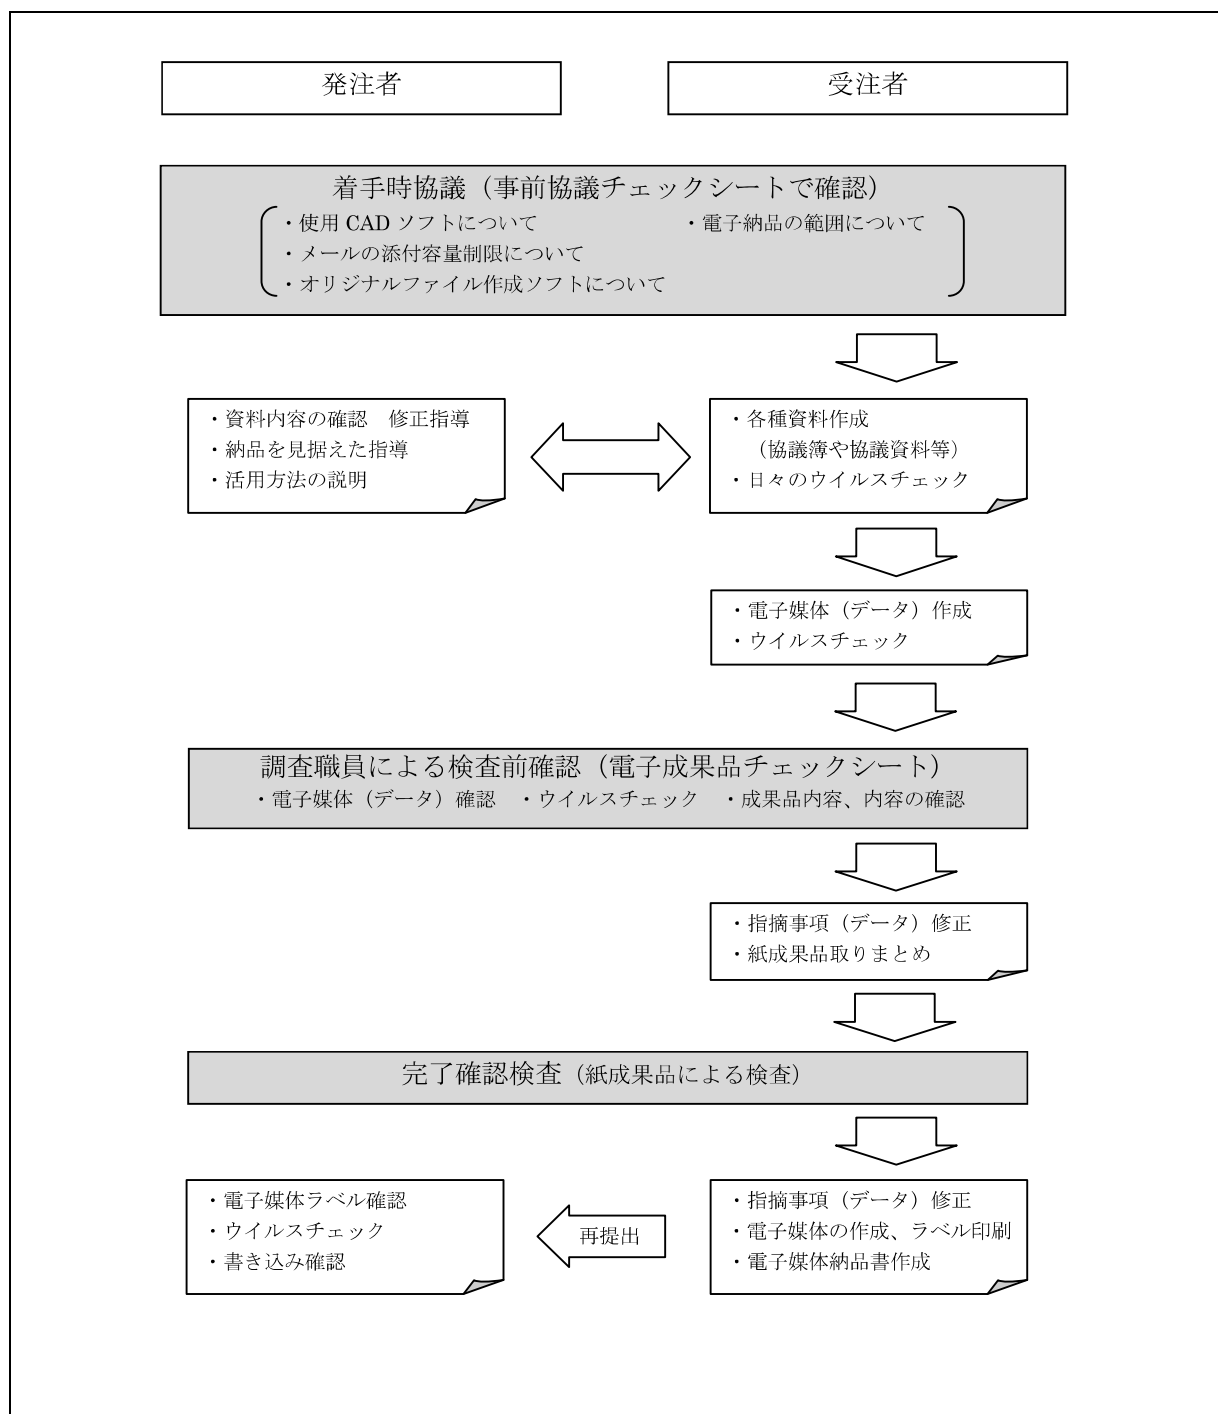 発注者
受注者
着手時協議（事前協議チェックシートで確認）
・使用 CAD ソフトについて
・電子納品の範囲について
・メールの添付容量制限について
・オリジナルファイル作成ソフトについて
・資料内容の確認　修正指導
・納品を見据えた指導
・活用方法の説明
・各種資料作成
（協議簿や協議資料等）
・日々のウイルスチェック
・電子媒体（データ）作成
・ウイルスチェック
調査職員による検査前確認（電子成果品チェックシート）
・電子媒体（データ）確認　・ウイルスチェック　・成果品内容、内容の確認
・指摘事項（データ）修正
・紙成果品取りまとめ
完了確認検査（紙成果品による検査）
・電子媒体ラベル確認
・ウイルスチェック
・書き込み確認
再提出
・指摘事項（データ）修正
・電子媒体の作成、ラベル印刷
・電子媒体納品書作成